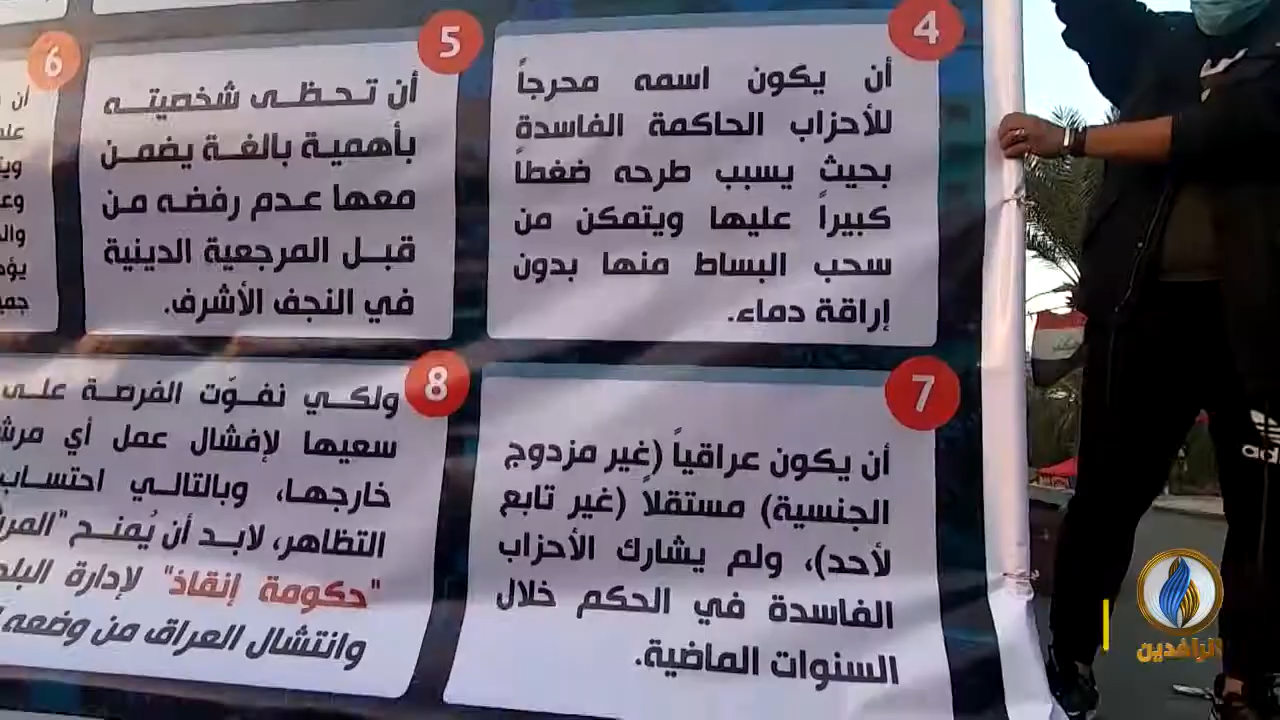 4
أن يكون اسمه محرجاً
للأحزاب الحاكمة الفاسدة
بحيث يسبب طرحه ضغطاً
كبيراً عليها ويتمكن من
سحب البساط منها بدون
إراقة دماء.
5
أن تحظى شخصيته
بأهمية بالغة يضمن
معها عدم رفضه من
قبل المرجعية الدينية
في النجف الأشرف.
6
أن
7
أن يكون عراقياً (غير مزدوج
الجنسية) مستقلاً (غير تابع
لأحد)، ولم يشارك الأحزاب
الفاسدة في الحكم خلال
السنوات الماضية.
8
ولكي نفوّت الفرصة على
سعيها لإفشال عمل أي
خارجها، وبالتالي
التظاهر، لابد أن يُمنح
"حكومة إنقاذ" لإدارة
وانتشال العراق من وضعه
الرافدين